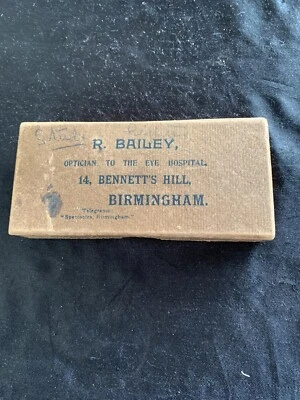 R. BAILEY,
OPTICIAN TO THE EYE HOSPITAL,
14, BENNETT'S HILL,
BIRMINGHAM.
Telegrams:
"Spectacles, Birmingham."